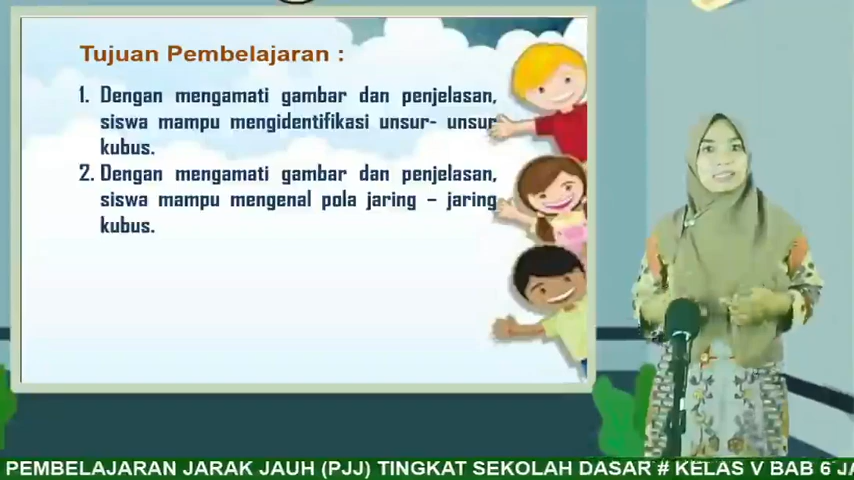 Tujuan Pembelajaran :
1. Dengan mengamati gambar dan penjelasan,
siswa mampu mengidentifikasi unsur- unsur
kubus.
2. Dengan mengamati gambar dan penjelasan,
siswa mampu mengenal pola jaring – jaring
kubus.
PEMBELAJARAN JARAK JAUH (PJJ) TINGKAT SEKOLAH DASAR # KELAS V BAB 6 JA